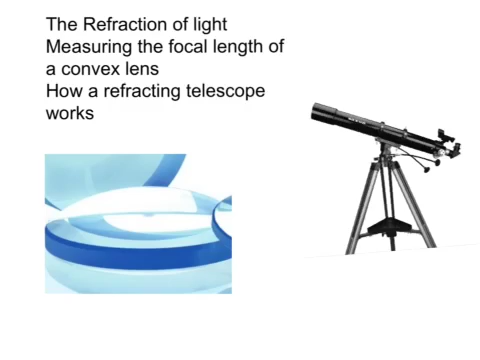 The Refraction of light
Measuring the focal length of
a convex lens
How a refracting telescope
works